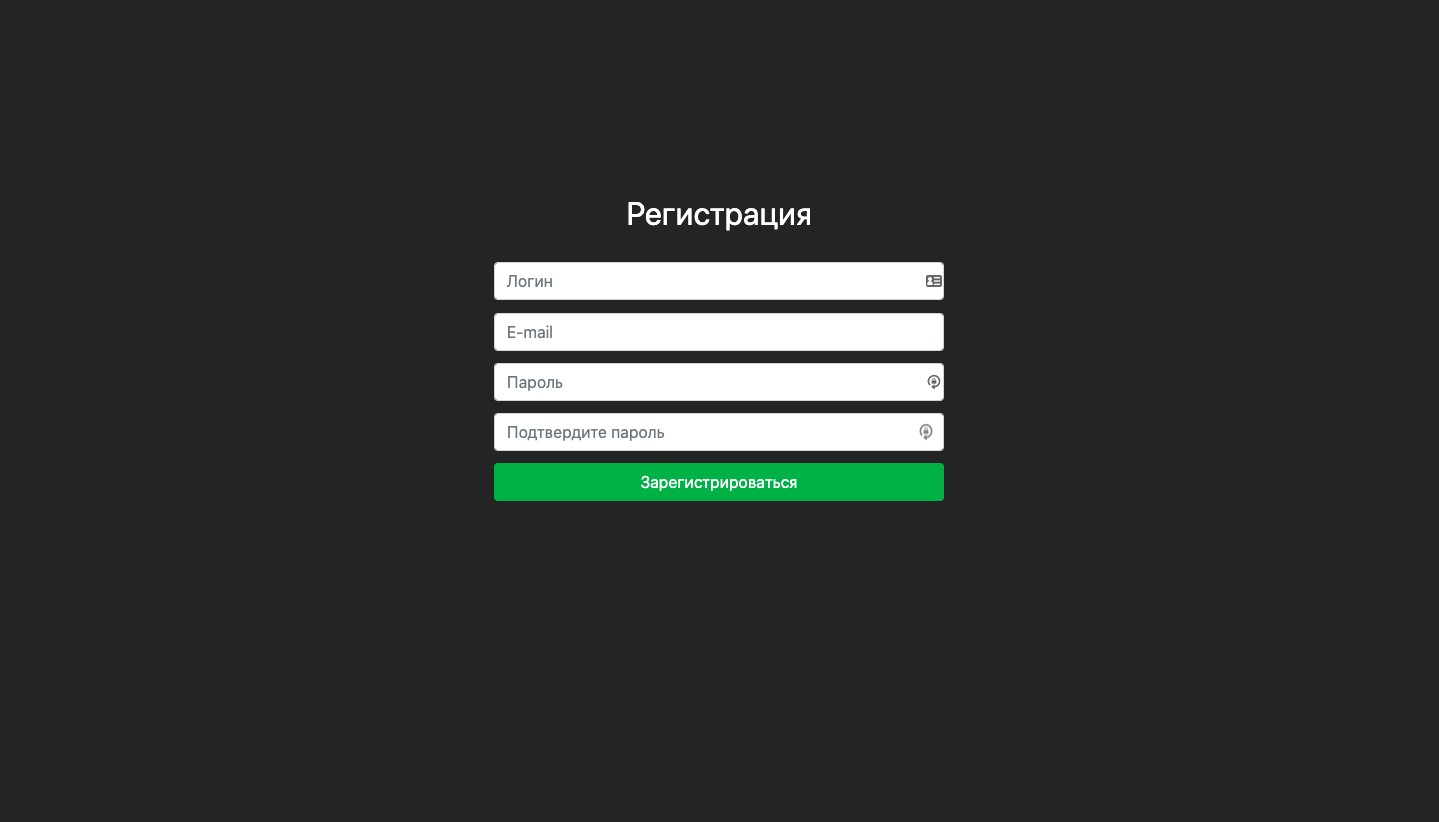 Регистрация
Логин
E-mail
Пароль
Подтвердите пароль
Зарегистрироваться